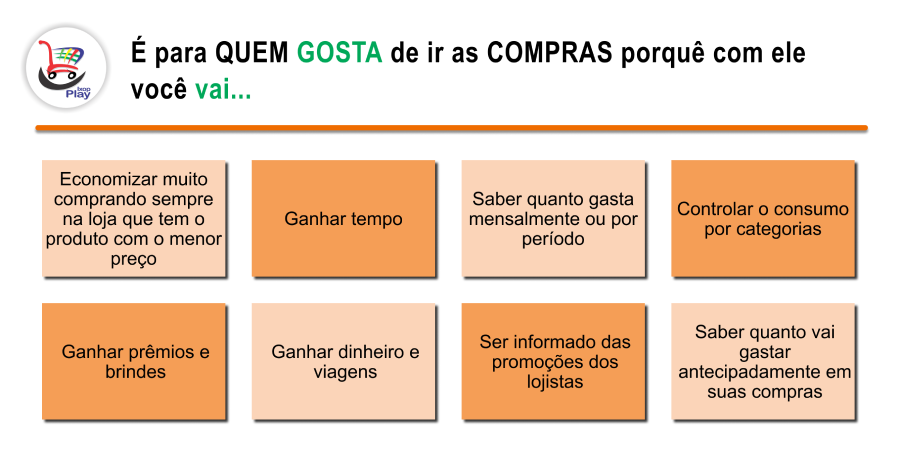 É para QUEM GOSTA de ir as COMPRAS porquê com ele
você vai...
Play
Economizar muito
comprando sempre
na loja que tem o
produto com o menor
preço
Ganhar tempo
Saber quanto gasta
mensalmente ou por
período
Controlar o consumo
por categorias
Ganhar prêmios e
brindes
Ganhar dinheiro e
viagens
Ser informado das
promoções dos
lojistas
Saber quanto vai
gastar
antecipadamente em
suas compras